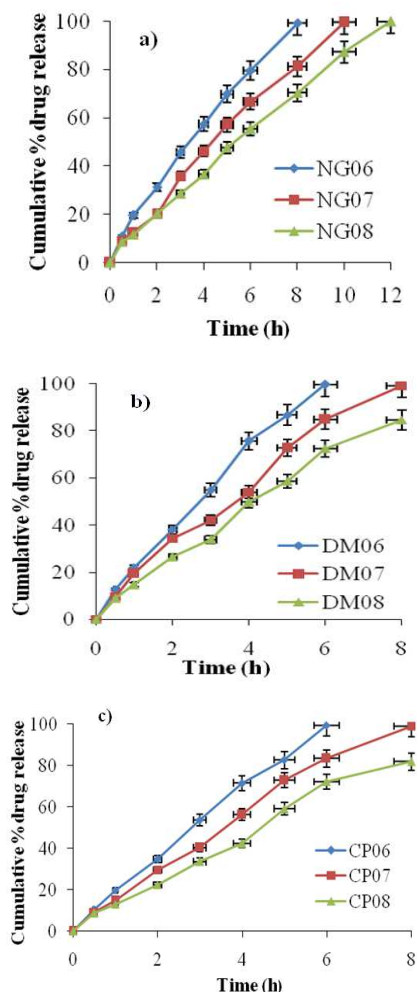 a)
Cumulative % drug release
100
80
60
40
20
0
NG06
NG07
NG08
0 2 4 6 8 10 12
Time (h)
b)
Cumulative % drug release
100
80
60
40
20
0
DM06
DM07
DM08
0 2 4 6 8
Time (h)
c)
Cumulative % drug release
100
80
60
40
20
0
CP06
CP07
CP08
0 2 4 6 8
Time (h)